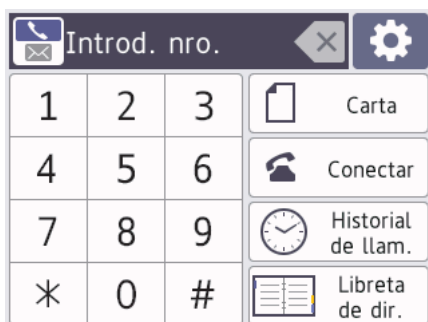 Introd. nro.
1 2 3
Carta
4 5 6
Conectar
7 8 9
Historial
de llam.
* 0 #
Libreta
de dir.